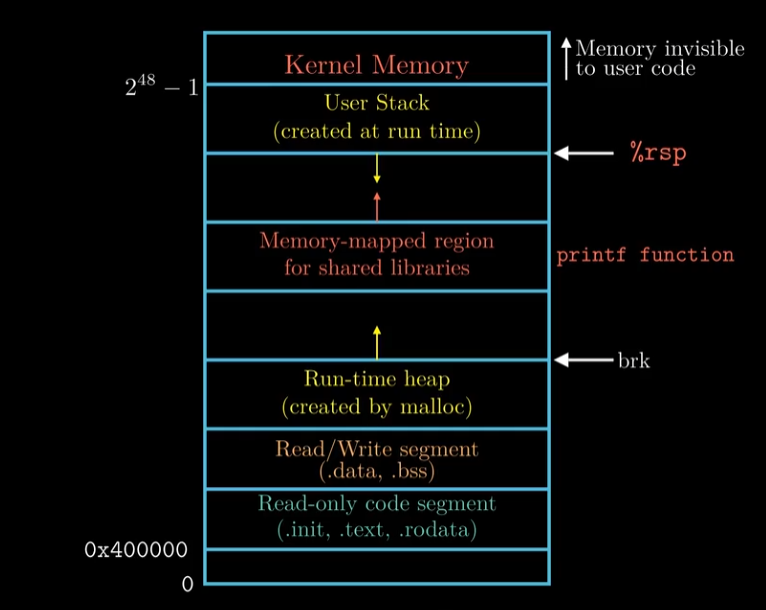 Kernel Memory
Memory invisible
to user code
2^48 − 1
User Stack
(created at run time)
%rsp
Memory-mapped region
for shared libraries
printf function
brk
Run-time heap
(created by malloc)
Read/Write segment
(.data, .bss)
Read-only code segment
(.init, .text, .rodata)
0x400000
0